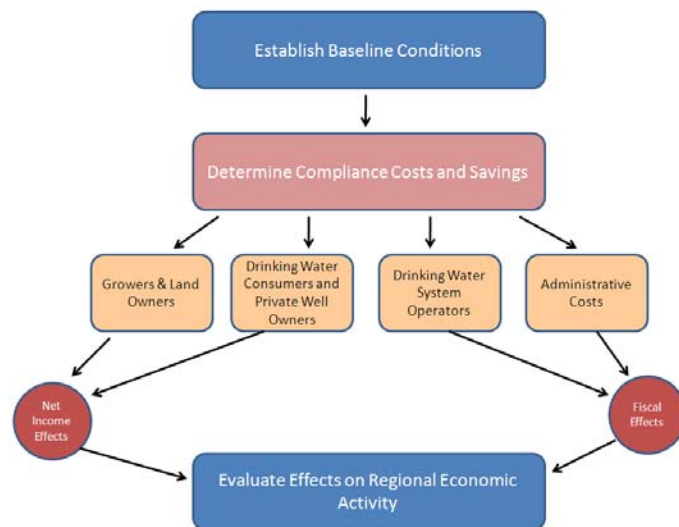 Establish Baseline Conditions
Determine Compliance Costs and Savings
Growers & Land
Owners
Drinking Water
Consumers and
Private Well
Owners
Drinking Water
System
Operators
Administrative
Costs
Net
Income
Effects
Fiscal
Effects
Evaluate Effects on Regional Economic
Activity